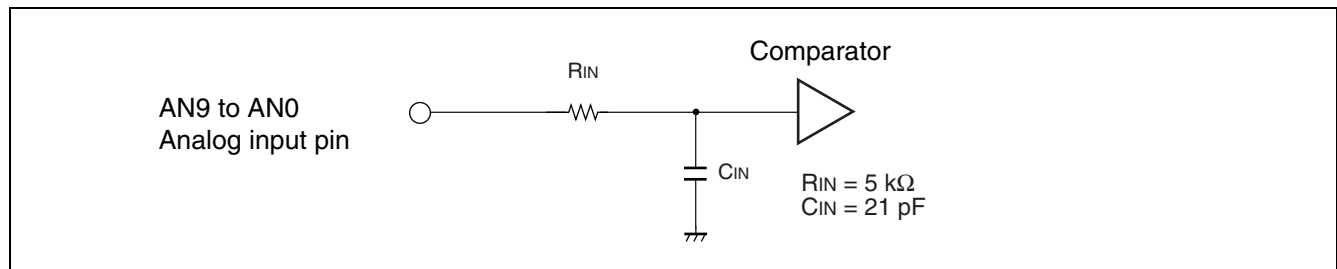 Comparator
RIN
AN9 to AN0
Analog input pin
CIN
RIN = 5 kΩ
CIN = 21 pF